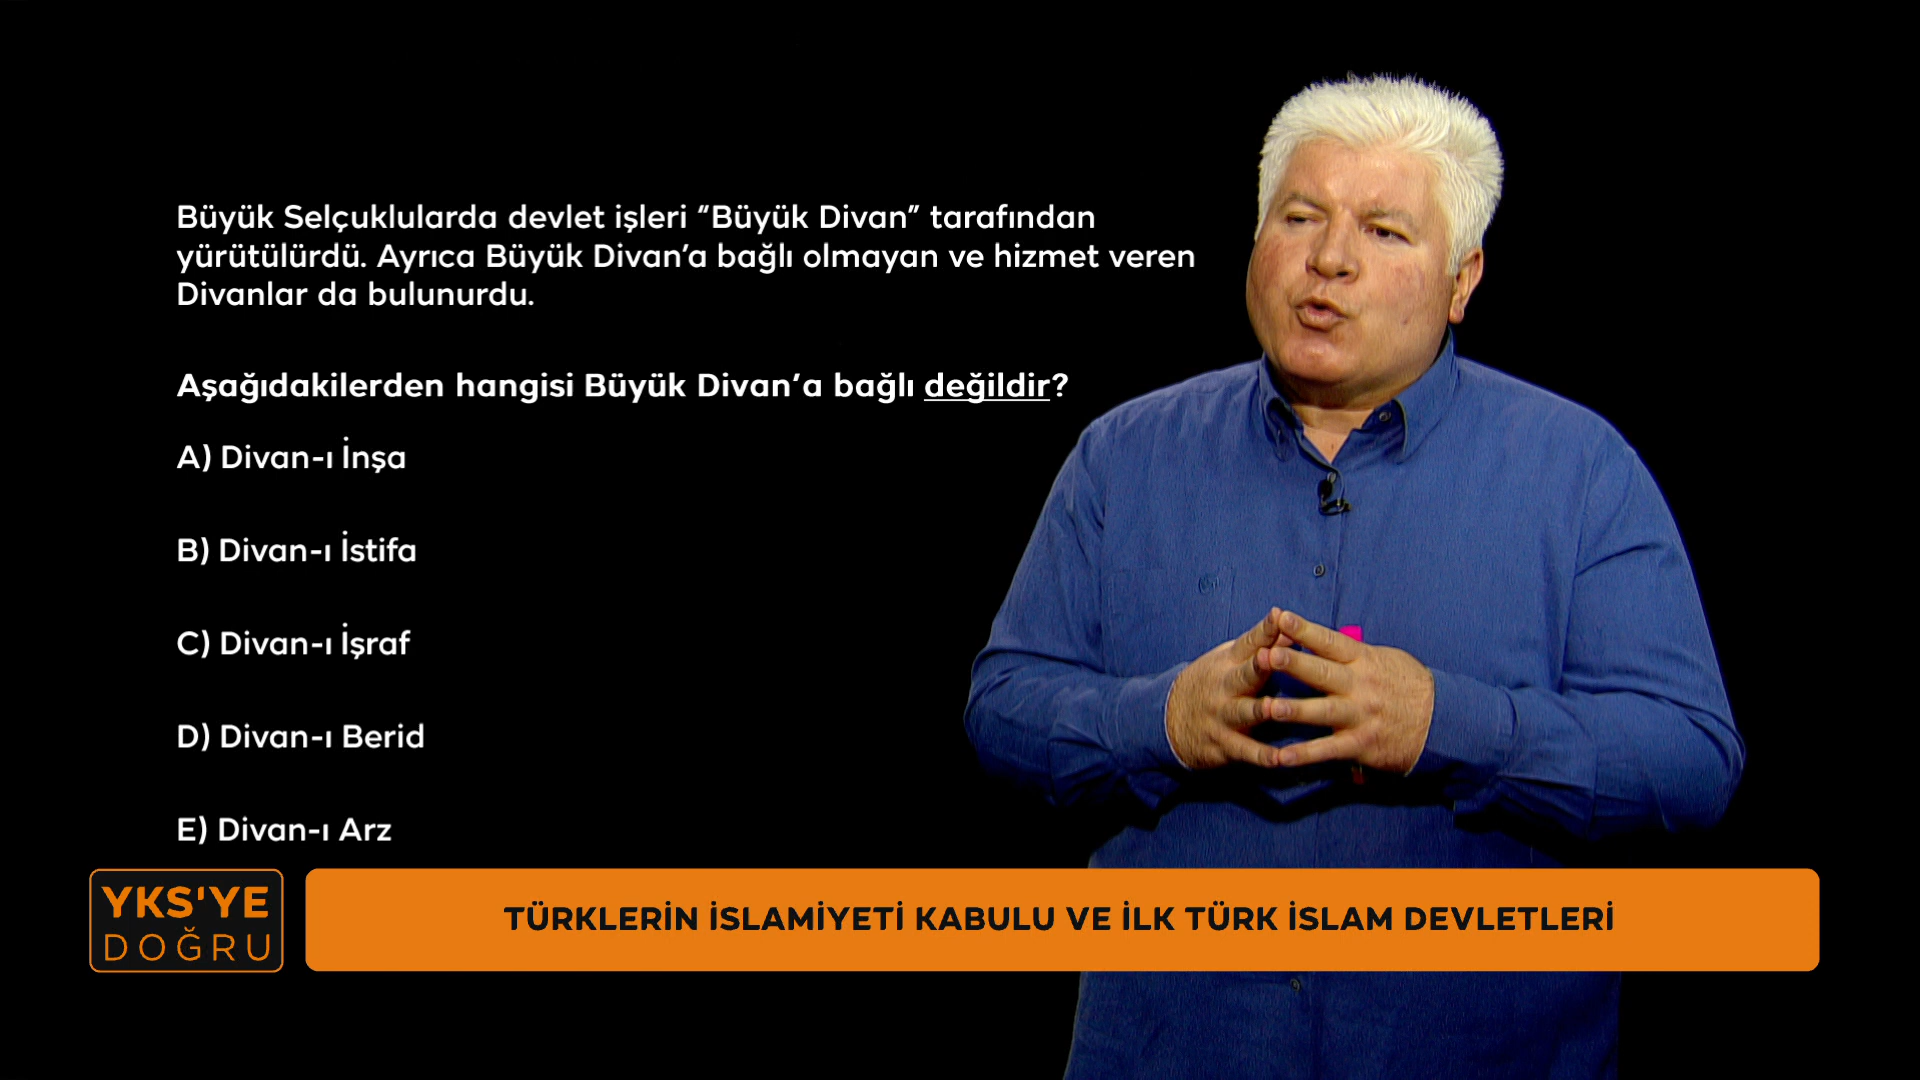 Büyük Selçuklularda devlet işleri “Büyük Divan” tarafından
yürütülürdü. Ayrıca Büyük Divan’a bağlı olmayan ve hizmet veren
Divanlar da bulunurdu.
Aşağıdakilerden hangisi Büyük Divan’a bağlı değildir?
A) Divan-ı İnşa
B) Divan-ı İstifa
C) Divan-ı İşraf
D) Divan-ı Berid
E) Divan-ı Arz
YKS'YE
DOĞRU
TÜRKLERİN İSLAMİYETİ KABULU VE İLK TÜRK İSLAM DEVLETLERİ